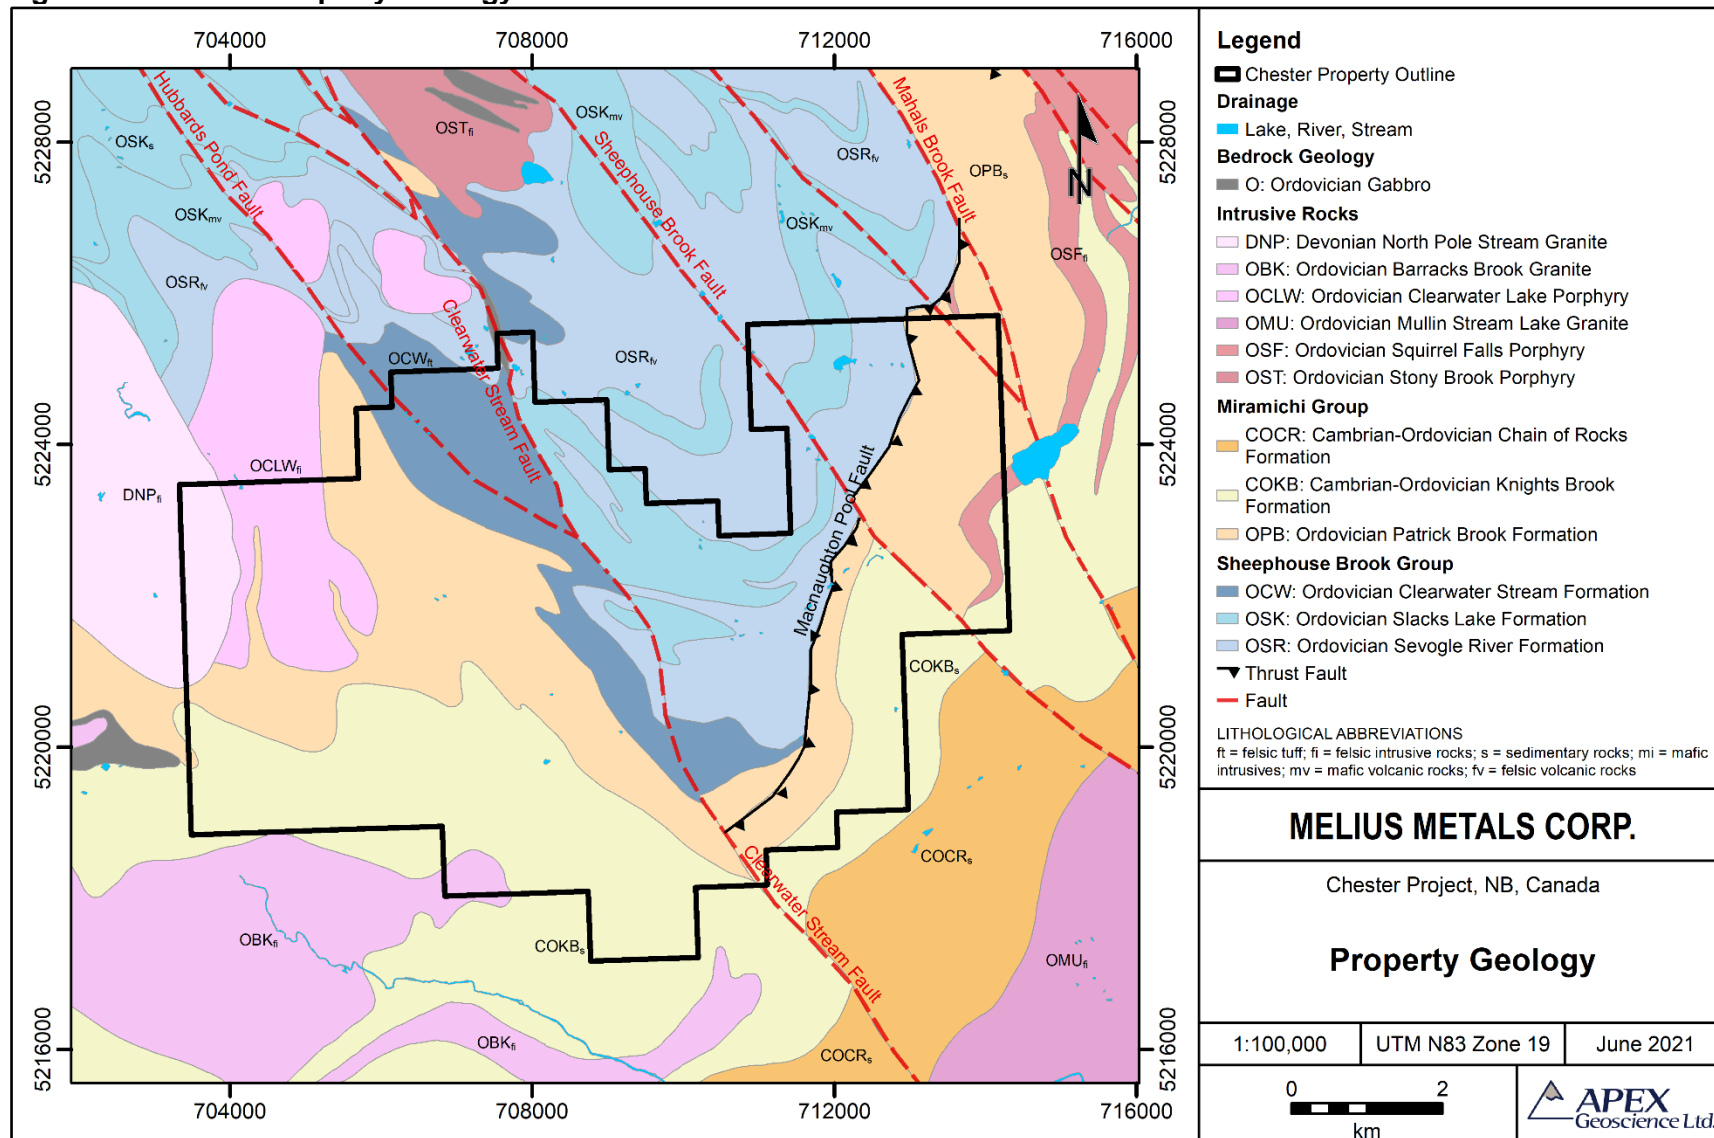 704000 708000 712000 716000
5228000
5224000
5220000
5216000
5228000
5224000
5220000
5216000
704000 708000 712000 716000
Hubbards Pond Fault
Sheephouse Brook Fault
Mahals Brook Fault
Clearwater Stream Fault
Macnaughton Pool Fault
Clearwater Stream Fault
OSKs
OSTfi
OSKmv
OSRfv
OPBs
OSKmv
OSKmv
OSFfi
OSRfv
OCWft
OSRfv
OCLWfi
DNPfi
COKBs
COCRs
OBKfi
COKBs
OMUfi
OBKfi
COCRs
N
Legend
Chester Property Outline
Drainage
Lake, River, Stream
Bedrock Geology
O: Ordovician Gabbro
Intrusive Rocks
DNP: Devonian North Pole Stream Granite
OBK: Ordovician Barracks Brook Granite
OCLW: Ordovician Clearwater Lake Porphyry
OMU: Ordovician Mullin Stream Lake Granite
OSF: Ordovician Squirrel Falls Porphyry
OST: Ordovician Stony Brook Porphyry
Miramichi Group
COCR: Cambrian-Ordovician Chain of Rocks
Formation
COKB: Cambrian-Ordovician Knights Brook
Formation
OPB: Ordovician Patrick Brook Formation
Sheephouse Brook Group
OCW: Ordovician Clearwater Stream Formation
OSK: Ordovician Slacks Lake Formation
OSR: Ordovician Sevogle River Formation
Thrust Fault
Fault
LITHOLOGICAL ABBREVIATIONS
ft = felsic tuff; fi = felsic intrusive rocks; s = sedimentary rocks; mi = mafic
intrusives; mv = mafic volcanic rocks; fv = felsic volcanic rocks
MELIUS METALS CORP.
Chester Project, NB, Canada
Property Geology
1:100,000 UTM N83 Zone 19 June 2021
0 2
km
APEX
Geoscience Ltd.